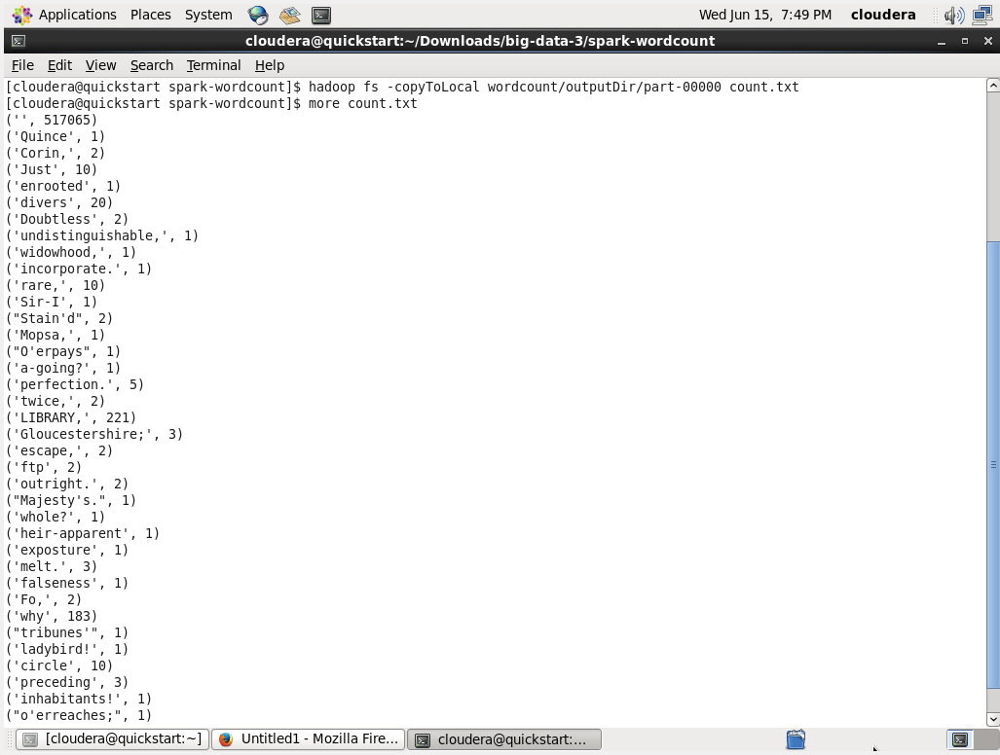 Applications Places System Wed Jun 15, 7:49 PM cloudera
cloudera@quickstart:~/Downloads/big-data-3/spark-wordcount
File Edit View Search Terminal Help
[cloudera@quickstart spark-wordcount]$ hadoop fs -copyToLocal wordcount/outputDir/part-00000 count.txt
[cloudera@quickstart spark-wordcount]$ more count.txt
('', 517065)
('Quince', 1)
('Corin,', 2)
('Just', 10)
('enrooted', 1)
('divers', 20)
('Doubtless', 2)
('undistinguishable,', 1)
('widowhood,', 1)
('incorporate.', 1)
('rare,', 10)
('Sir-I', 1)
("Stain'd", 2)
('Mopsa,', 1)
("O'erpays", 1)
('a-going?', 1)
('perfection.', 5)
('twice,', 2)
('LIBRARY,', 221)
('Gloucestershire;', 3)
('escape,', 2)
('ftp', 2)
('outright.', 2)
("Majesty's.", 1)
('whole?', 1)
('heir-apparent', 1)
('exposture', 1)
('melt.', 3)
('falseness', 1)
('Fo,', 2)
('why', 183)
("tribunes'", 1)
('ladybird!', 1)
('circle', 10)
('preceding', 3)
('inhabitants!', 1)
("o'erreaches;", 1)
[cloudera@quickstart:~] Untitled1 - Mozilla Fire... cloudera@quickstart:...